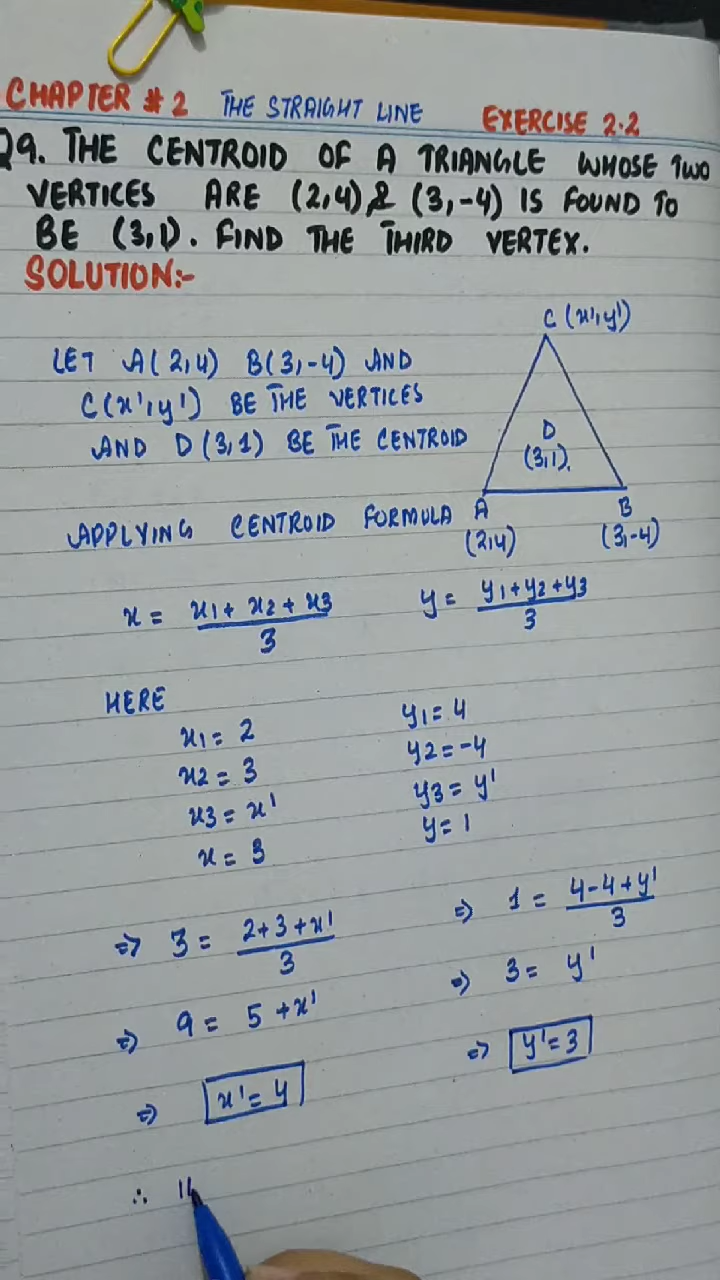 CHAPTER # 2 THE STRAIGHT LINE EXERCISE 2.2
Q9. THE CENTROID OF A TRIANGLE WHOSE TWO
VERTICES ARE (2,4) & (3,-4) IS FOUND TO
BE (3,1). FIND THE THIRD VERTEX.
SOLUTION:-
C (x',y')
LET A(2,4) B(3,-4) AND
C(x',y') BE THE VERTICES
AND D(3,1) BE THE CENTROID
D
(3,1).
APPLYING CENTROID FORMULA
A
(2,4)
B
(3,-4)
x = x1 + x2 + x3 / 3
y = y1+y2+y3 / 3
HERE
x1 = 2 y1 = 4
x2 = 3 y2 = -4
x3 = x' y3 = y'
x = 3 y = 1
=> 3 = 2+3+x' / 3
=> 1 = 4-4+y' / 3
=> 9 = 5 + x' => 3 = y'
=> x' = 4 => y' = 3
∴